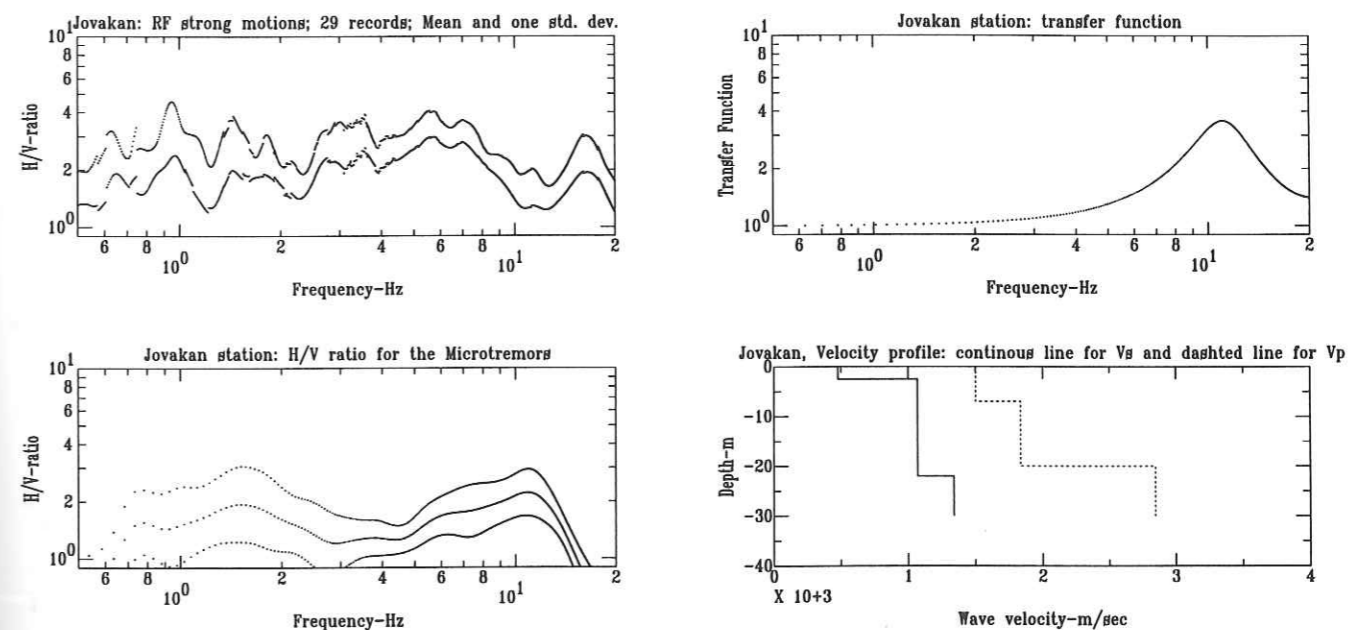 Jovakan: RF strong motions; 29 records; Mean and one std. dev.
10^1
8
6
4
2
10^0
H/V-ratio
6 8 2 4 6 8 2
10^0 10^1
Frequency-Hz
Jovakan station: transfer function
10^1
8
6
4
2
10^0
Transfer Function
6 8 2 4 6 8 2
10^0 10^1
Frequency-Hz
Jovakan station: H/V ratio for the Microtremors
10^1
8
6
4
2
10^0
H/V-ratio
6 8 2 4 6 8 2
10^0 10^1
Frequency-Hz
Jovakan, Velocity profile: continous line for Vs and dashted line for Vp
0
-10
-20
-30
-40
Depth-m
0 1 2 3 4
X 10+3
Wave velocity-m/sec